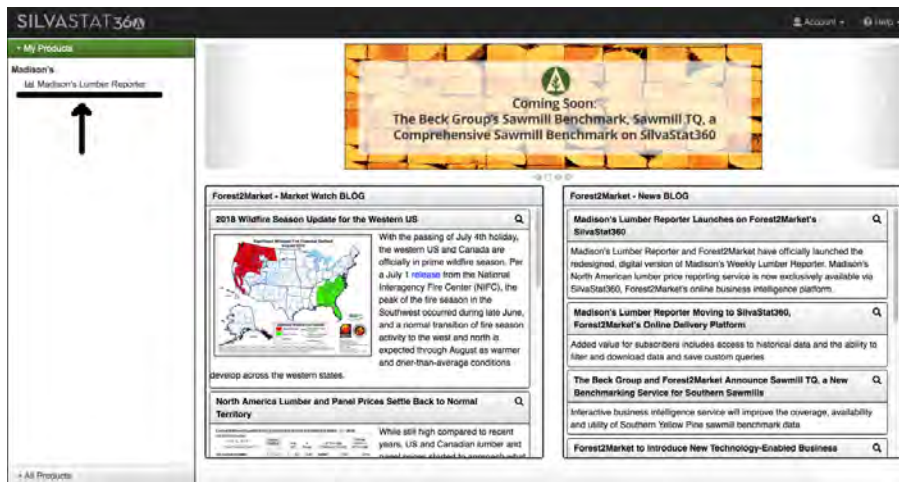 SILVASTAT360
Account
Help
My Products
Madison's
Madison's Lumber Reporter
All Products
Coming Soon:
The Beck Group's Sawmill Benchmark, Sawmill TQ, a
Comprehensive Sawmill Benchmark on SilvaStat360
Forest2Market - Market Watch BLOG
2018 Wildfire Season Update for the Western US
With the passing of July 4th holiday,
the western US and Canada are
officially in prime wildfire season. Per
a July 1 release from the National
Interagency Fire Center (NIFC), the
peak of the fire season in the
Southwest occurred during late June,
and a normal transition of fire season
activity to the west and north is
expected through August as warmer
and drier-than-average conditions
develop across the western states.
North America Lumber and Panel Prices Settle Back to Normal
Territory
While still high compared to recent
years, US and Canadian lumber and
panel prices started to approach what
Forest2Market - News BLOG
Madison's Lumber Reporter Launches on Forest2Market's
SilvaStat360
Madison's Lumber Reporter and Forest2Market have officially launched the
redesigned, digital version of Madison's Weekly Lumber Reporter. Madison's
North American lumber price reporting service is now exclusively available via
SilvaStat360, Forest2Market's online business intelligence platform.
Madison's Lumber Reporter Moving to SilvaStat360,
Forest2Market's Online Delivery Platform
Added value for subscribers includes access to historical data and the ability to
filter and download data and save custom queries
The Beck Group and Forest2Market Announce Sawmill TQ, a New
Benchmarking Service for Southern Sawmills
Interactive business intelligence service will improve the coverage, availability
and utility of Southern Yellow Pine sawmill benchmark data
Forest2Market to Introduce New Technology-Enabled Business